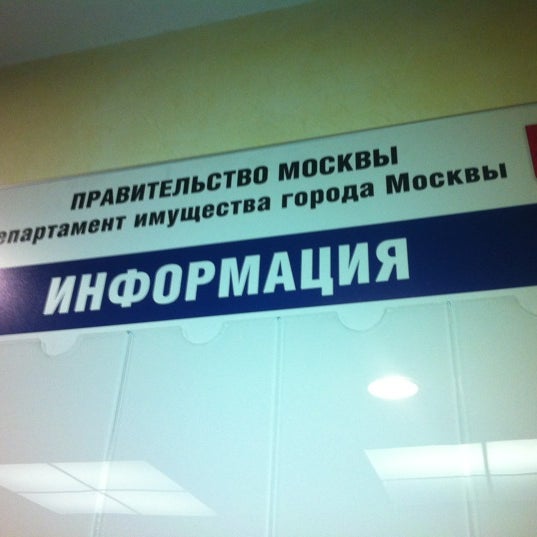 ПРАВИТЕЛЬСТВО МОСКВЫ
епартамент имущества города Москвы
ИНФОРМАЦИЯ